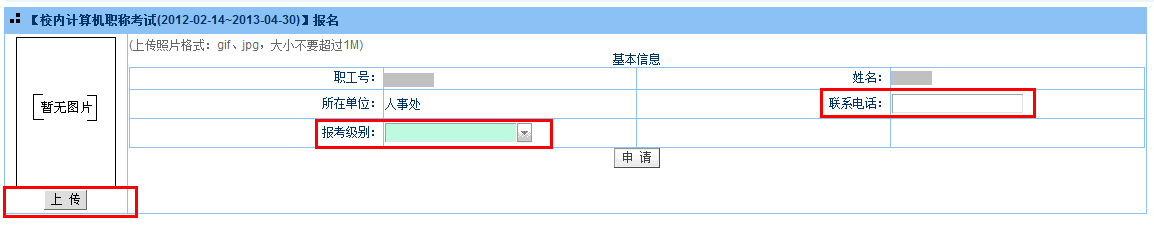 【校内计算机职称考试(2012-02-14~2013-04-30)】报名
(上传照片格式：gif、jpg，大小不要超过1M)
基本信息
暂无图片
职工号： 姓名：
所在单位： 人事处 联系电话：
报考级别：
申 请
上 传